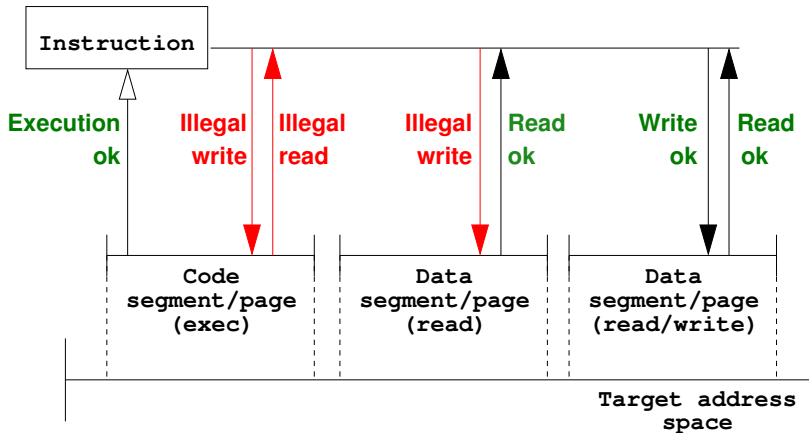 Instruction
Execution
ok
Illegal
write
Illegal
read
Illegal
write
Read
ok
Write
ok
Read
ok
Code
segment/page
(exec)
Data
segment/page
(read)
Data
segment/page
(read/write)
Target address
space